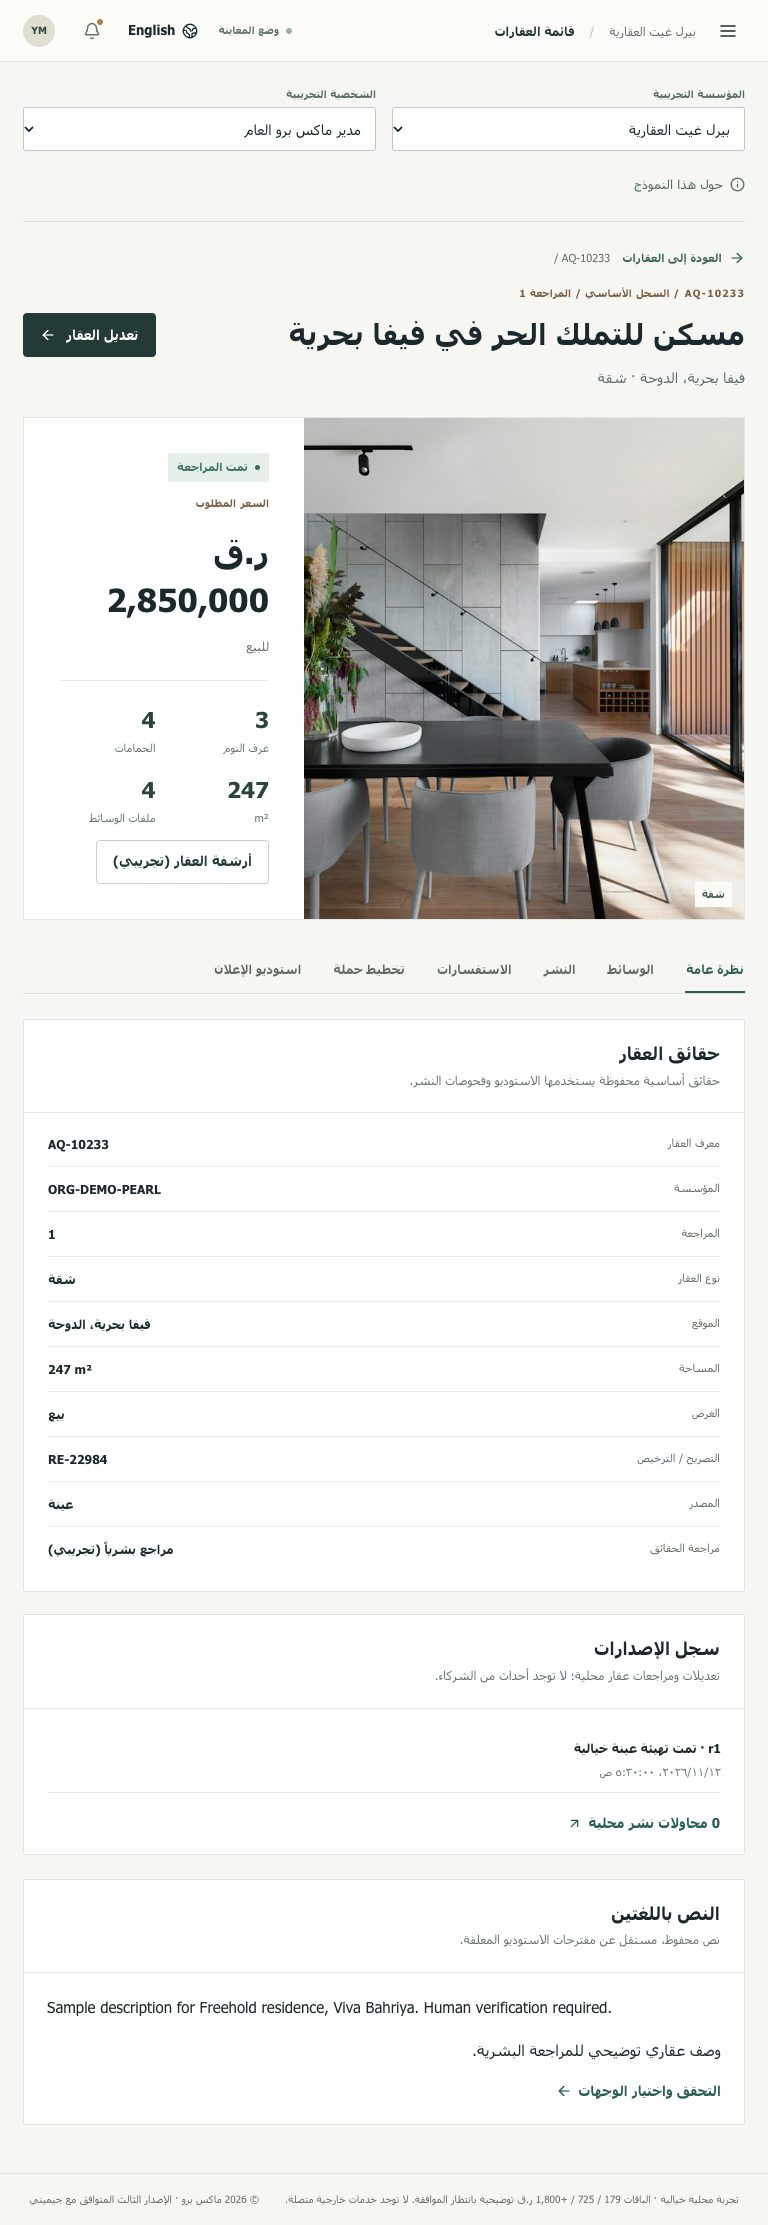 بيرل غيت العقارية / قائمة العقارات
وضع المعاينة
English
YM
المؤسسة التجريبية
بيرل غيت العقارية
الشخصية التجريبية
مدير ماكس برو العام
حول هذا النموذج
العودة إلى العقارات
AQ-10233 /
AQ-10233 / السجل الأساسي / المراجعة 1
مسكن للتملك الحر في فيفا بحرية
تعديل العقار
فيفا بحرية، الدوحة · شقة
شقة
تمت المراجعة
السعر المطلوب
ر.ق
2,850,000
للبيع
3
غرف النوم
4
الحمامات
247
m²
4
ملفات الوسائط
أرشفة العقار (تجريبي)
نظرة عامة
الوسائط
النشر
الاستفسارات
تخطيط حملة
استوديو الإعلان
حقائق العقار
حقائق أساسية محفوظة يستخدمها الاستوديو وفحوصات النشر.
معرف العقار
AQ-10233
المؤسسة
ORG-DEMO-PEARL
المراجعة
1
نوع العقار
شقة
الموقع
فيفا بحرية، الدوحة
المساحة
247 m²
الغرض
بيع
التصريح / الترخيص
RE-22984
المصدر
عينة
مراجعة الحقائق
مراجع بشرياً (تجريبي)
سجل الإصدارات
تعديلات ومراجعات عقار محلية؛ لا توجد أحداث من الشركاء.
r1 · تمت تهيئة عينة خيالية
٢٠٢٦/١١/١٢، ٥:٣٠:٠٠ ص
0 محاولات نشر محلية
النص باللغتين
نص محفوظ، مستقل عن مقترحات الاستوديو المعلقة.
Sample description for Freehold residence, Viva Bahriya. Human verification required.
وصف عقاري توضيحي للمراجعة البشرية.
التحقق واختيار الوجهات
تجربة محلية خيالية · الباقات 179 / 725 / +1,800 ر.ق توضيحية بانتظار الموافقة. لا توجد خدمات خارجية متصلة.
© 2026 ماكس برو · الإصدار الثالث المتوافق مع جيميني